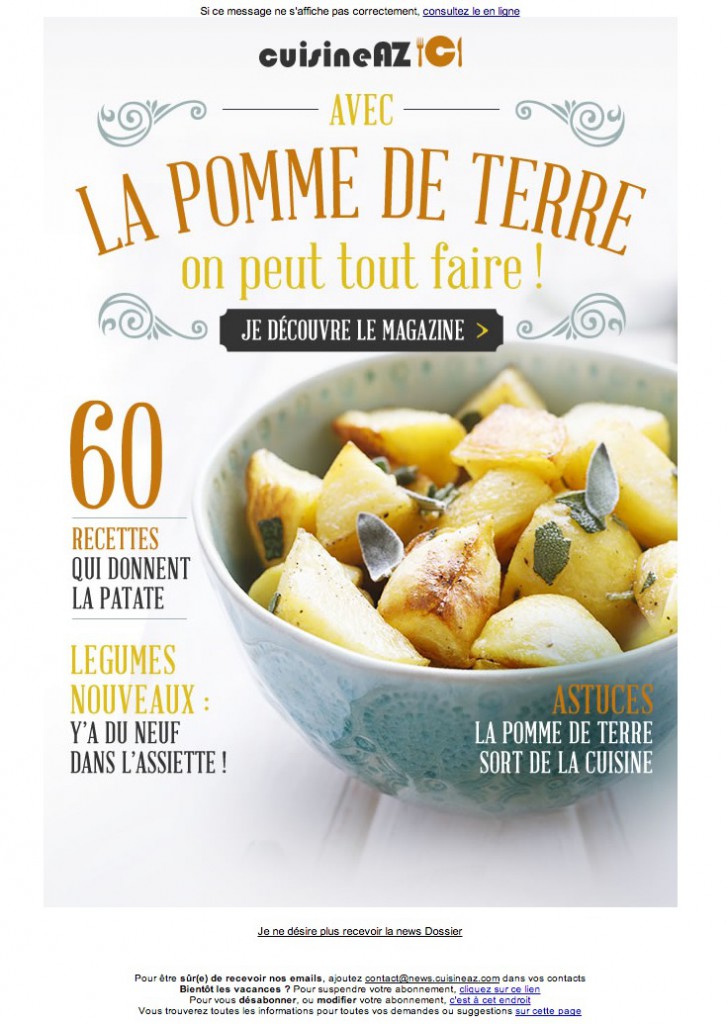 Si ce message ne s'affiche pas correctement, consultez le en ligne
cuisineAZ
AVEC
LA POMME DE TERRE
on peut tout faire !
JE DÉCOUVRE LE MAGAZINE >
60
RECETTES
QUI DONNENT
LA PATATE
LEGUMES
NOUVEAUX :
Y'A DU NEUF
DANS L'ASSIETTE !
ASTUCES
LA POMME DE TERRE
SORT DE LA CUISINE
Je ne désire plus recevoir la news Dossier
Pour être sûr(e) de recevoir nos emails, ajoutez contact@news.cuisineaz.com dans vos contacts
Bientôt les vacances ? Pour suspendre votre abonnement, cliquez sur ce lien
Pour vous désabonner, ou modifier votre abonnement, c'est à cet endroit
Vous trouverez toutes les informations pour toutes vos demandes ou suggestions sur cette page